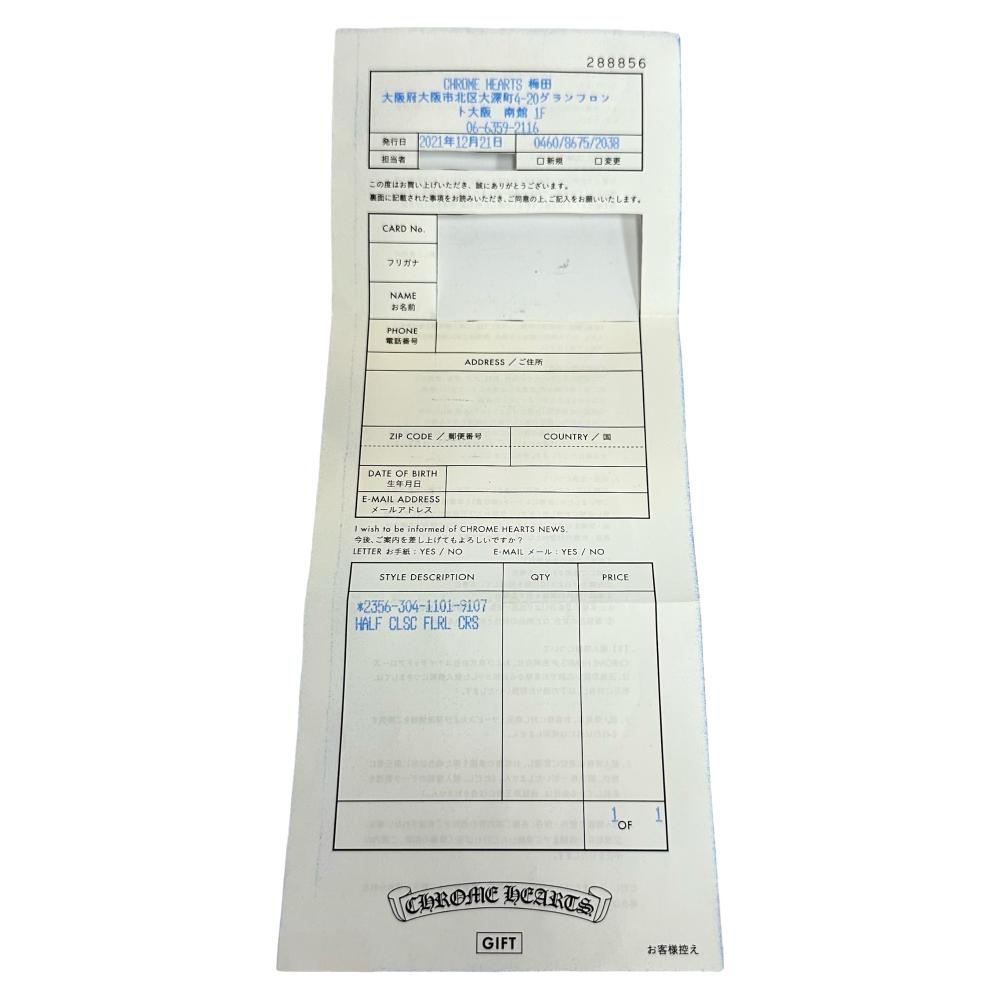 288856
CHROME HEARTS 梅田
大阪府大阪市北区大深町4-20グランフロン
ト大阪 南館 1F
06-6359-2116
発行日 2021年12月21日 0460/8675/2038
担当者 □新規 □変更
この度はお買い上げいただき、誠にありがとうございます。
裏面に記載された事項をお読みいただき、ご同意の上、ご記入をお願いいたします。
CARD No.
フリガナ
NAME
お名前
PHONE
電話番号
ADDRESS / ご住所
ZIP CODE / 郵便番号 COUNTRY / 国
DATE OF BIRTH
生年月日
E-MAIL ADDRESS
メールアドレス
I wish to be informed of CHROME HEARTS NEWS.
今後、ご案内を差し上げてもよろしいですか?
LETTER お手紙 : YES / NO E-MAIL メール : YES / NO
STYLE DESCRIPTION QTY PRICE
*2356-304-1101-9107
HALF CLSC FLRL CRS
1 OF 1
CHROME HEARTS
GIFT
お客様控え